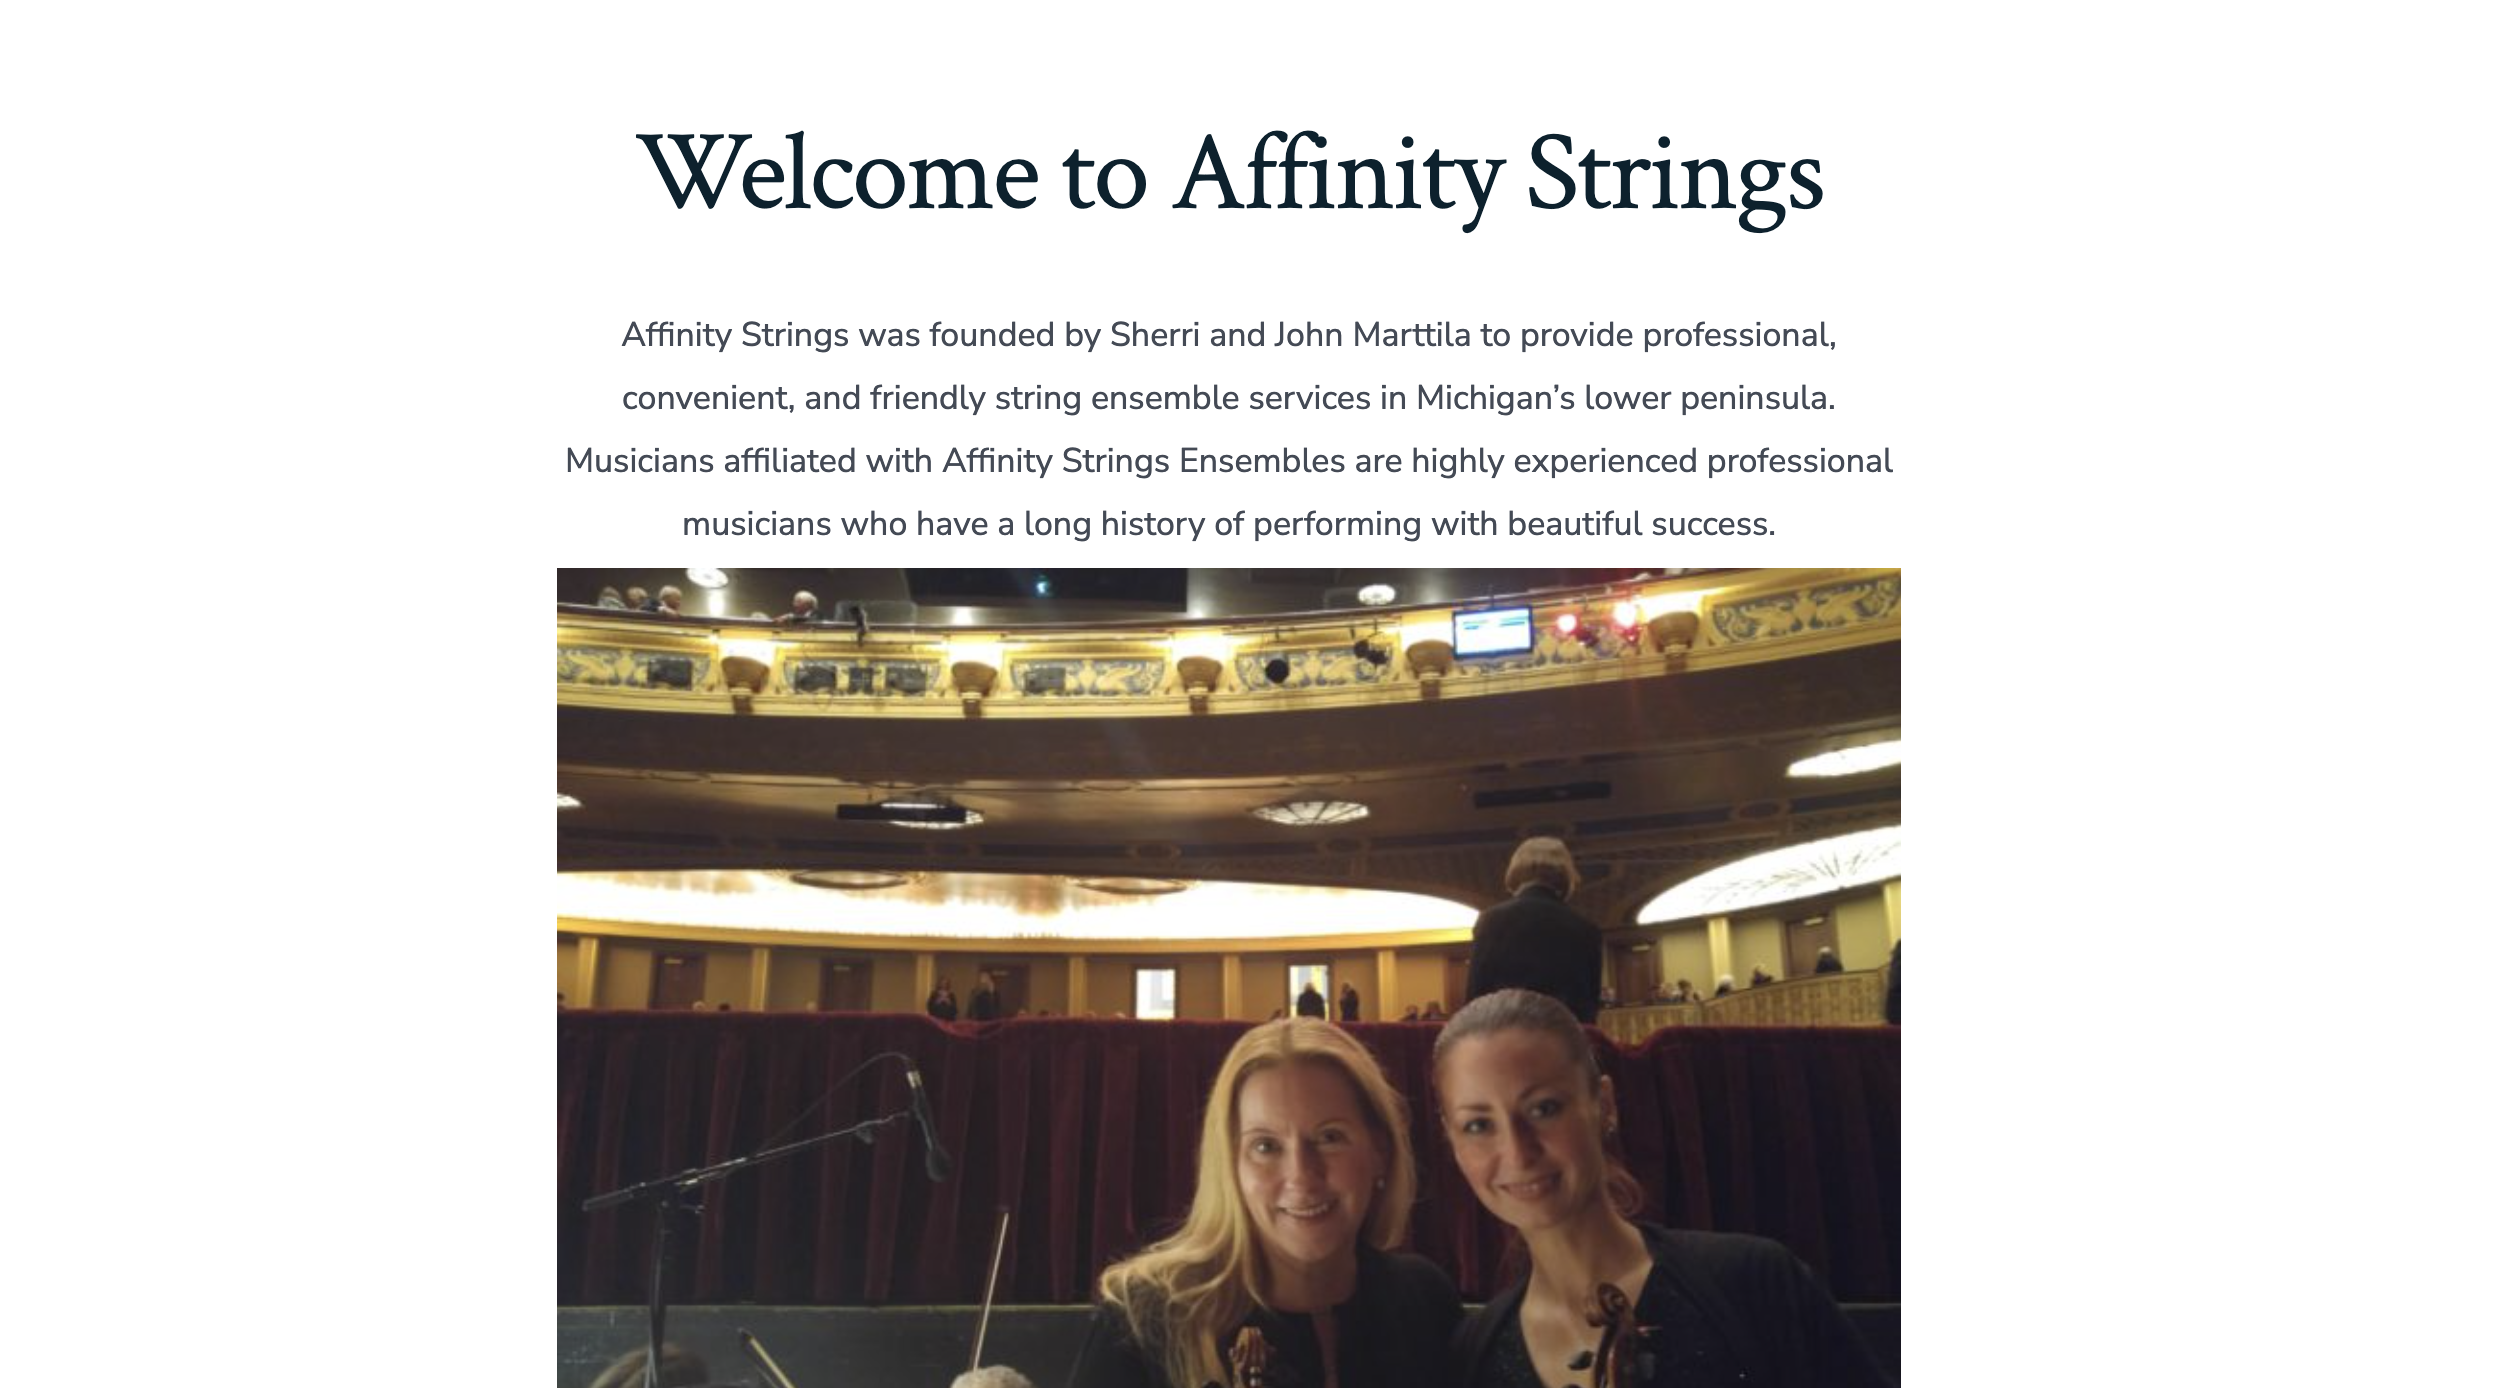 Welcome to Affinity Strings
Affinity Strings was founded by Sherri and John Marttila to provide professional,
convenient, and friendly string ensemble services in Michigan’s lower peninsula.
Musicians affiliated with Affinity Strings Ensembles are highly experienced professional
musicians who have a long history of performing with beautiful success.